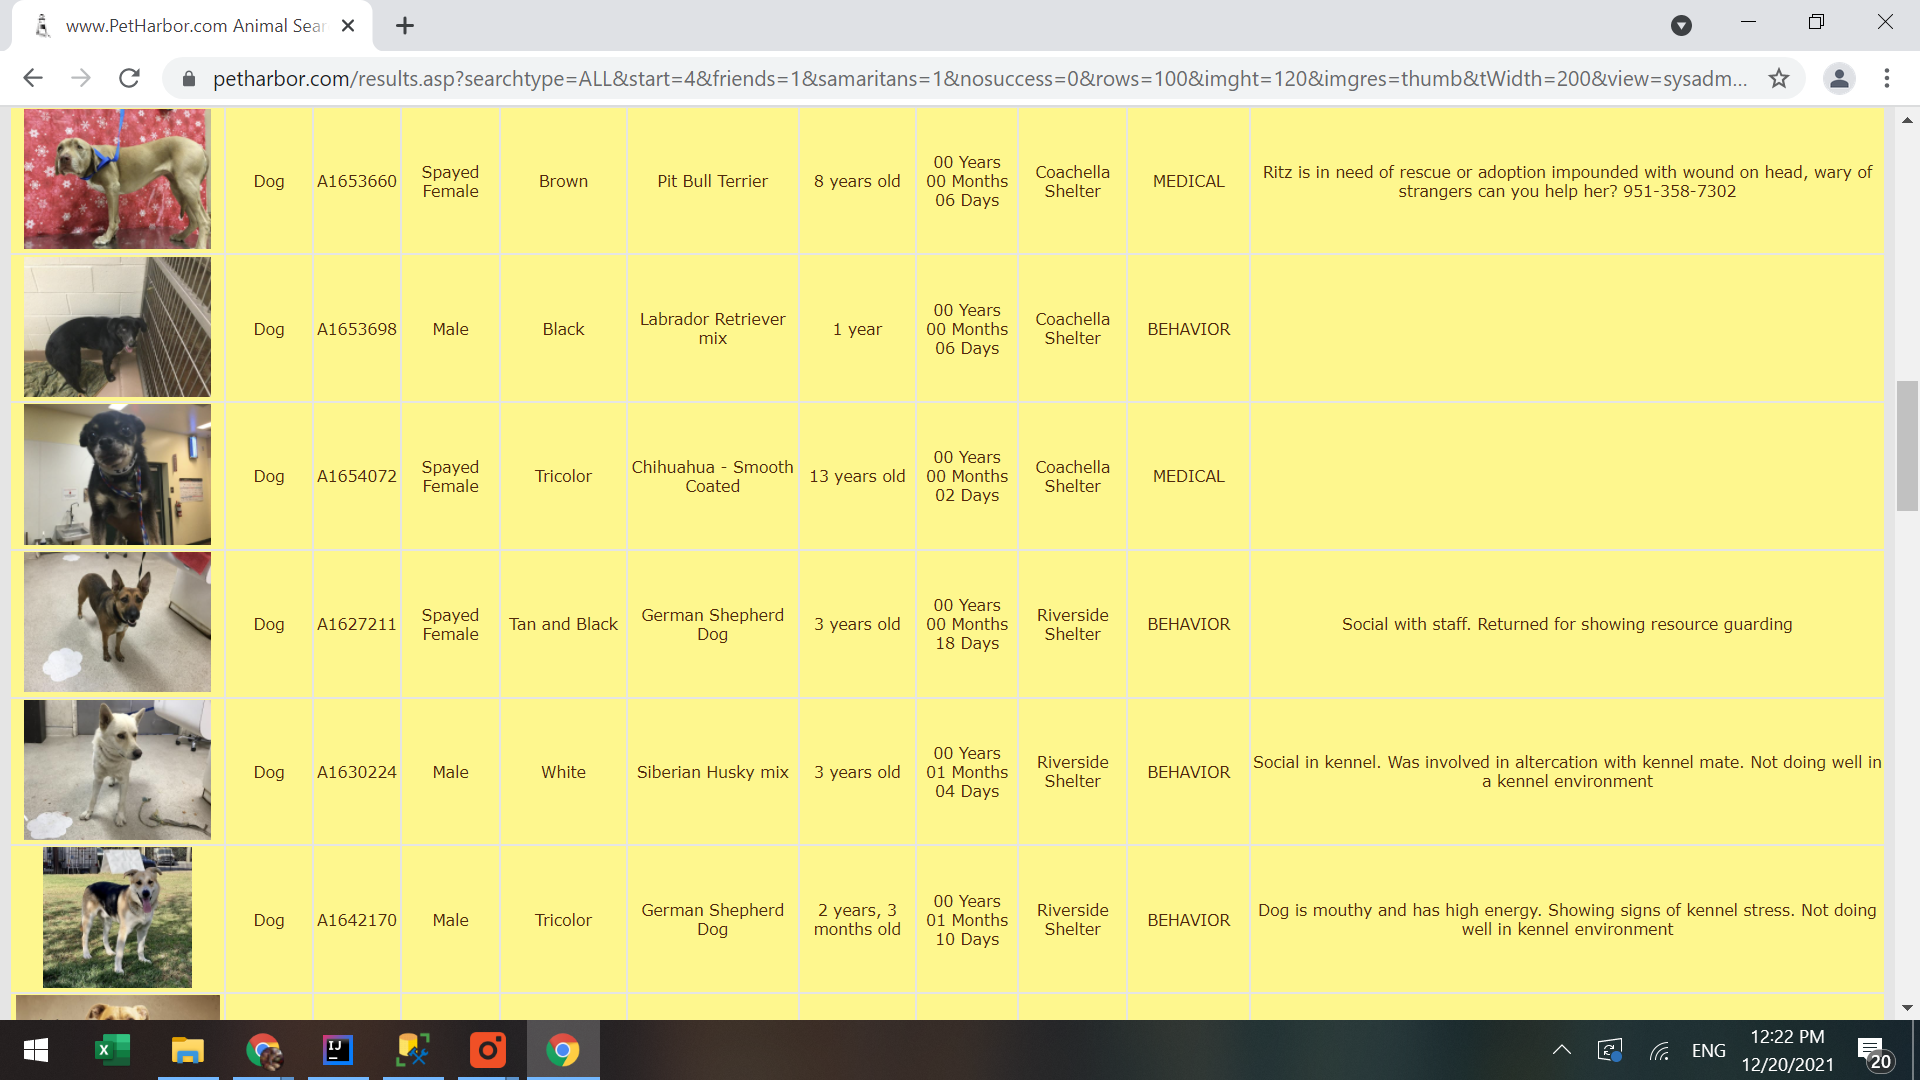 www.PetHarbor.com Animal Sear
petharbor.com/results.asp?searchtype=ALL&start=4&friends=1&samaritans=1&nosuccess=0&rows=100&imght=120&imgres=thumb&tWidth=200&view=sysadm...
Dog
A1653660
Spayed
Female
Brown
Pit Bull Terrier
8 years old
00 Years
00 Months
06 Days
Coachella
Shelter
MEDICAL
Ritz is in need of rescue or adoption impounded with wound on head, wary of
strangers can you help her? 951-358-7302
Dog
A1653698
Male
Black
Labrador Retriever
mix
1 year
00 Years
00 Months
06 Days
Coachella
Shelter
BEHAVIOR
Dog
A1654072
Spayed
Female
Tricolor
Chihuahua - Smooth
Coated
13 years old
00 Years
00 Months
02 Days
Coachella
Shelter
MEDICAL
Dog
A1627211
Spayed
Female
Tan and Black
German Shepherd
Dog
3 years old
00 Years
00 Months
18 Days
Riverside
Shelter
BEHAVIOR
Social with staff. Returned for showing resource guarding
Dog
A1630224
Male
White
Siberian Husky mix
3 years old
00 Years
01 Months
04 Days
Riverside
Shelter
BEHAVIOR
Social in kennel. Was involved in altercation with kennel mate. Not doing well in
a kennel environment
Dog
A1642170
Male
Tricolor
German Shepherd
Dog
2 years, 3
months old
00 Years
01 Months
10 Days
Riverside
Shelter
BEHAVIOR
Dog is mouthy and has high energy. Showing signs of kennel stress. Not doing
well in kennel environment
X
IJ
ENG
12:22 PM
12/20/2021
20